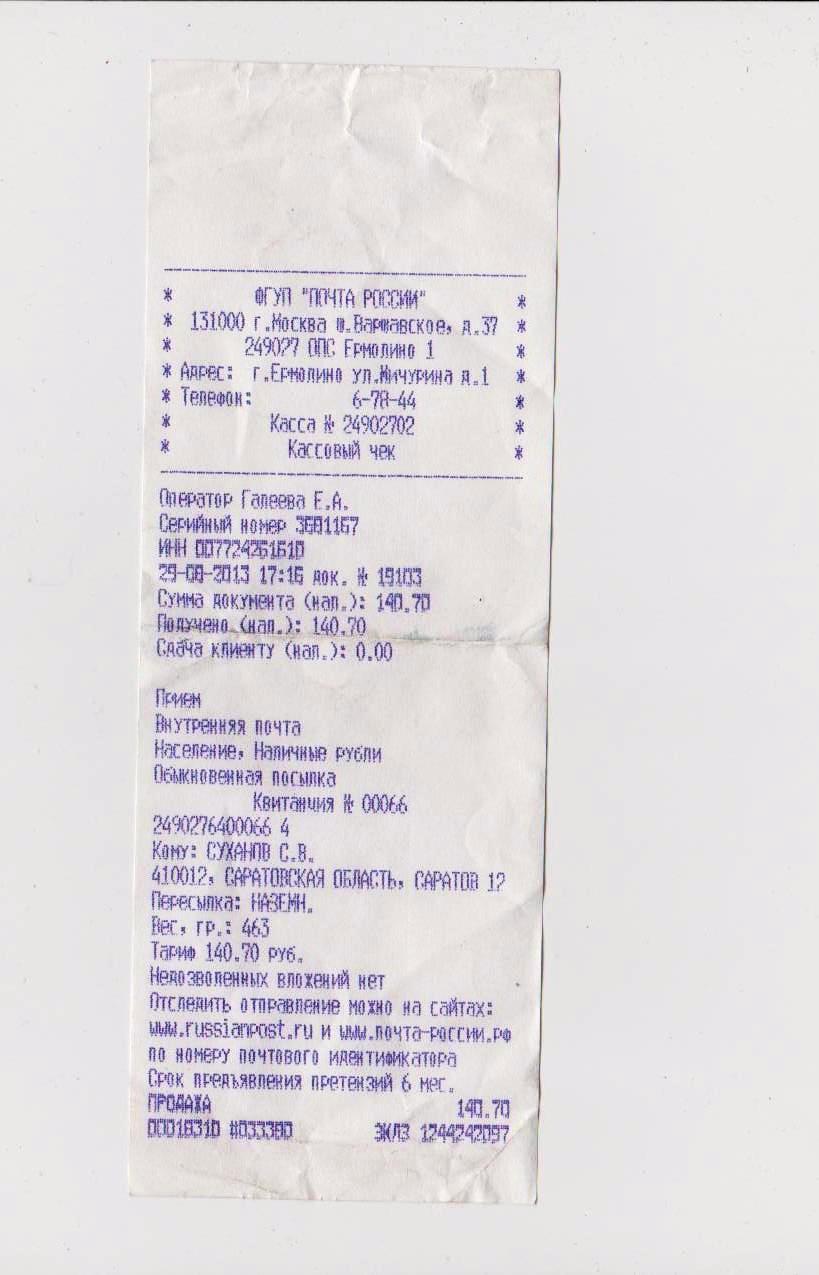 * ФГУП "ПОЧТА РОССИИ" *
* 131000 г.Москва ш.Варшавское, д.37 *
* 249027 ОПС Ермолино 1 *
* Адрес: г.Ермолино ул.Мичурина д.1 *
* Телефон: 6-78-44 *
* Касса № 24902702 *
* Кассовый чек *
Оператор Галеева Е.А.
Серийный номер 3681167
ИНН 007724261610
29-08-2013 17:16 док. № 19103
Сумма документа (нал.): 140.70
Получено (нал.): 140.70
Сдача клиенту (нал.): 0.00
Прием
Внутренняя почта
Население, Наличные рубли
Обыкновенная посылка
Квитанция № 00066
2490276400066 4
Кому: СУХАНОВ С.В.
410012, САРАТОВСКАЯ ОБЛАСТЬ, САРАТОВ 12
Пересылка: НАЗЕМН.
Вес, гр.: 463
Тариф 140.70 руб.
Недозволенных вложений нет
Отследить отправление можно на сайтах:
www.russianpost.ru и www.почта-россии.рф
по номеру почтового идентификатора
Срок предъявления претензий 6 мес.
ПРОДАЖА 140.70
00018310 #033380 ЭКЛЗ 1244242097